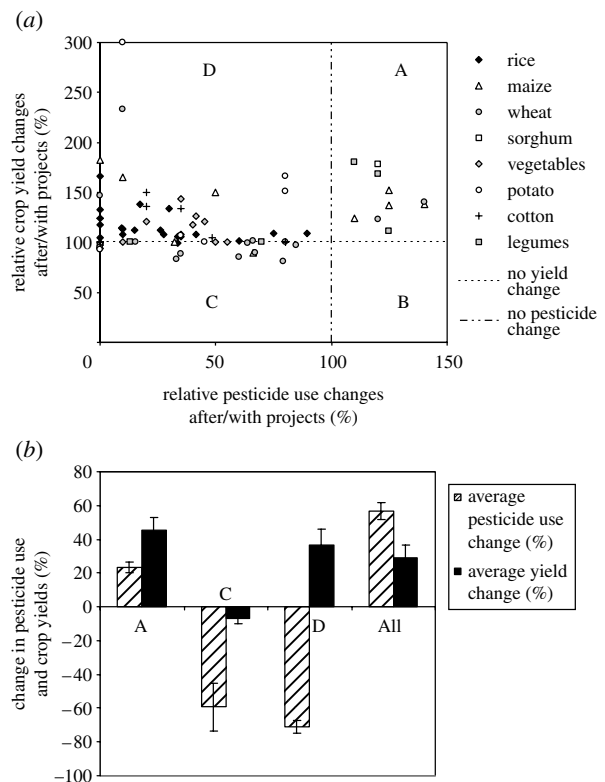 (a)
300
250
200
150
100
50
0
50
100
150
D
A
C
B
relative crop yield changes
after/with projects (%)
relative pesticide use changes
after/with projects (%)
rice
maize
wheat
sorghum
vegetables
potato
cotton
legumes
no yield
change
no pesticide
change
(b)
80
60
40
20
0
−20
−40
−60
−80
−100
change in pesticide use
and crop yields (%)
A
C
D
All
average
pesticide use
change (%)
average yield
change (%)